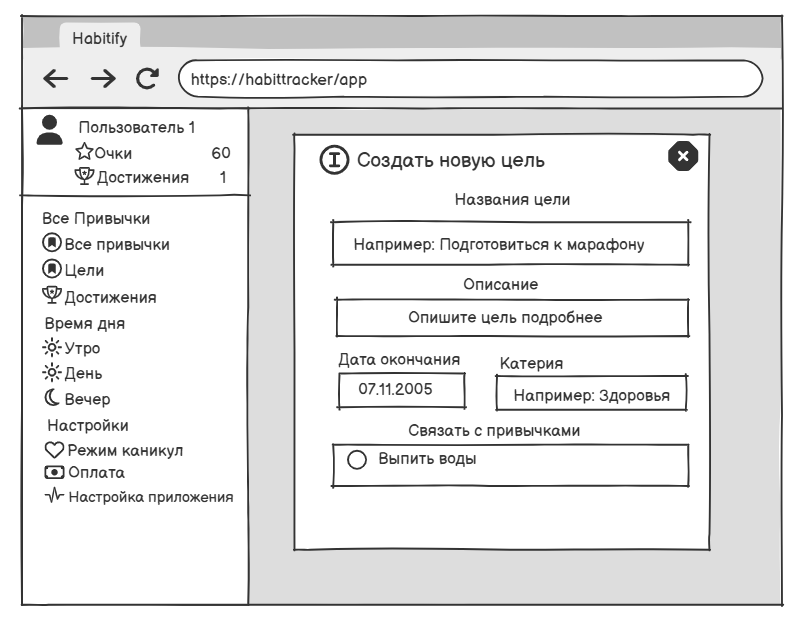 Habitify
https://habittracker/app
Пользователь 1
Очки 60
Достижения 1
Все Привычки
Все привычки
Цели
Достижения
Время дня
Утро
День
Вечер
Настройки
Режим каникул
Оплата
Настройка приложения
Создать новую цель
Названия цели
Например: Подготовиться к марафону
Описание
Опишите цель подробнее
Дата окончания Катерия
07.11.2005 Например: Здоровья
Связать с привычками
Выпить воды